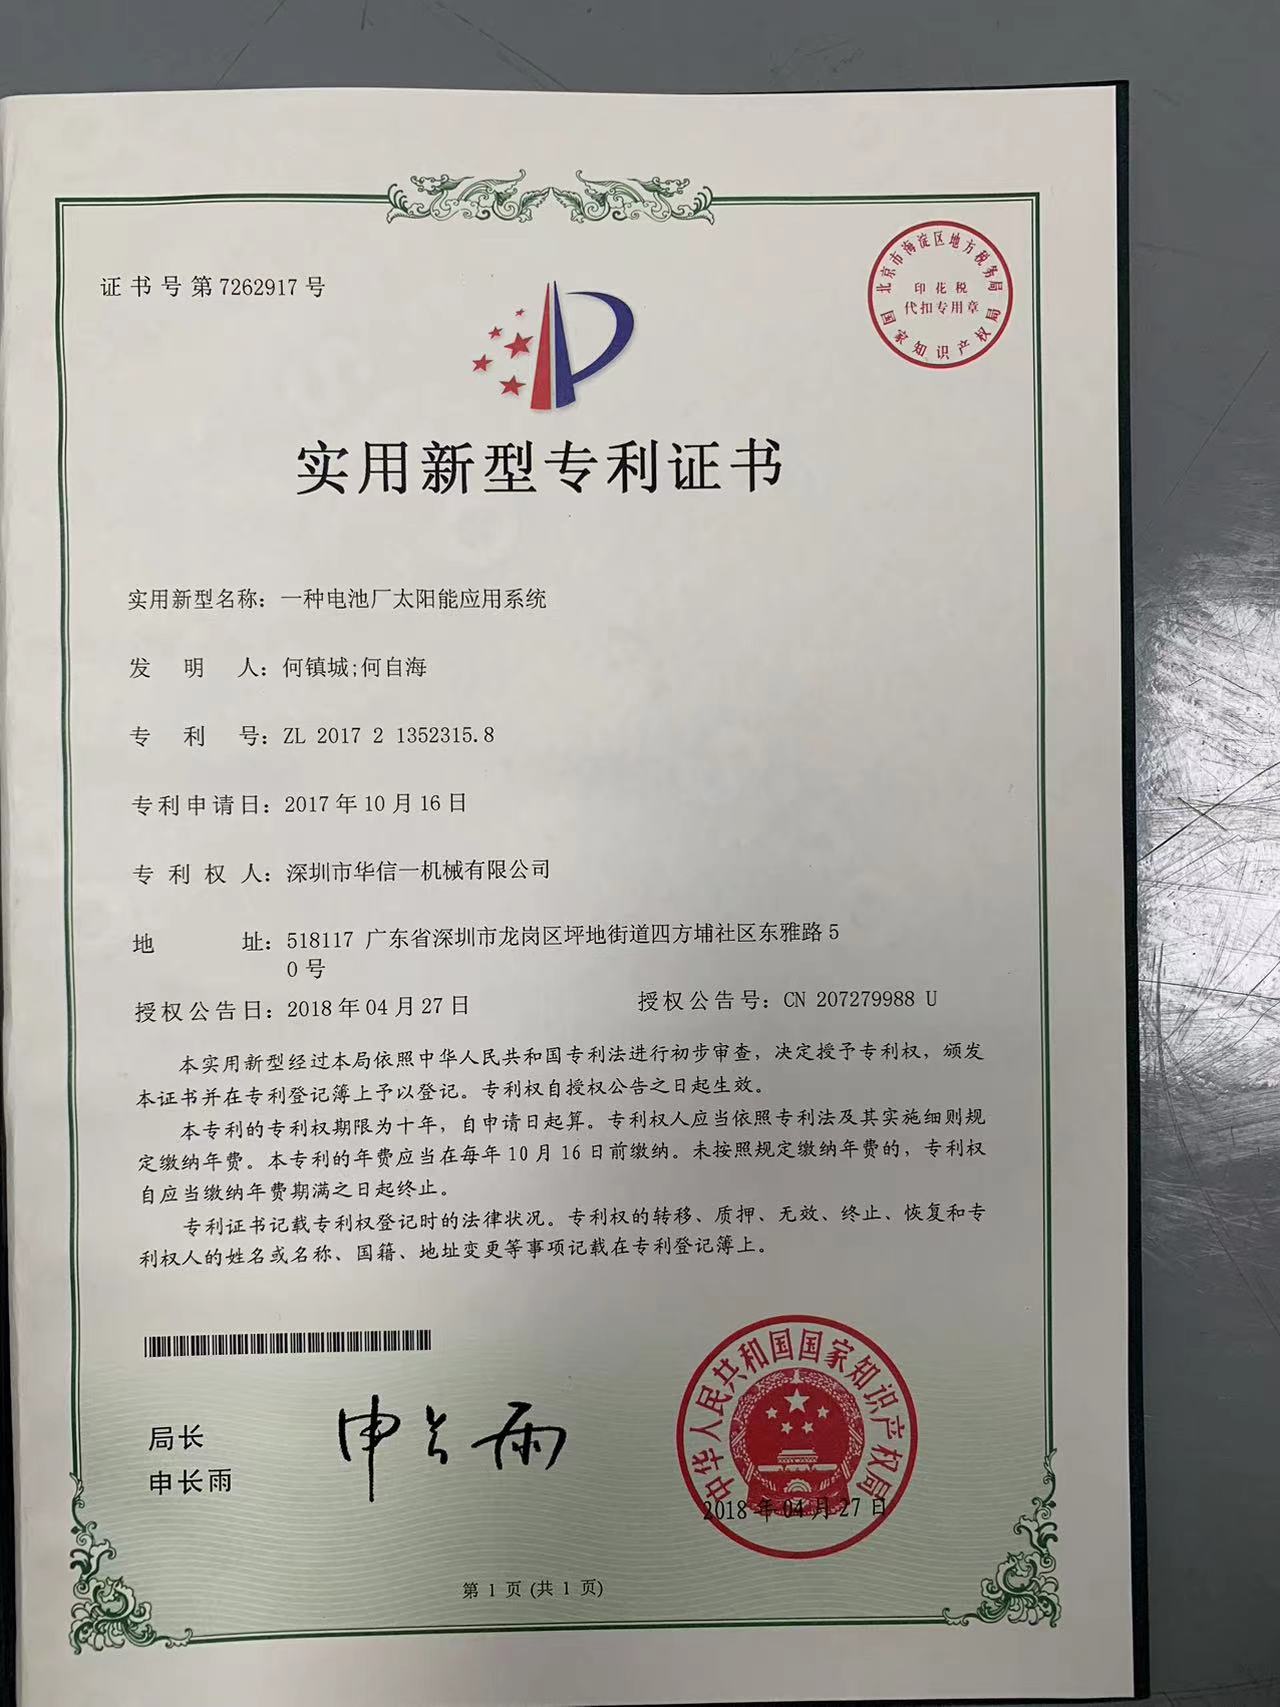 证书号第7262917号
北京市海淀区地方税务局
印花税
代扣专用章
国家知识产权局
实用新型专利证书
实用新型名称：一种电池厂太阳能应用系统
发明人：何镇城;何自海
专利号：ZL 2017 2 1352315.8
专利申请日：2017年10月16日
专利权人：深圳市华信一机械有限公司
地址：518117 广东省深圳市龙岗区坪地街道四方埔社区东雅路5
0号
授权公告日：2018年04月27日 授权公告号：CN 207279988 U
本实用新型经过本局依照中华人民共和国专利法进行初步审查，决定授予专利权，颁发
本证书并在专利登记簿上予以登记。专利权自授权公告之日起生效。
本专利的专利权期限为十年，自申请日起算。专利权人应当依照专利法及其实施细则规
定缴纳年费。本专利的年费应当在每年10月16日前缴纳。未按照规定缴纳年费的，专利权
自应当缴纳年费期满之日起终止。
专利证书记载专利权登记时的法律状况。专利权的转移、质押、无效、终止、恢复和专
利权人的姓名或名称、国籍、地址变更等事项记载在专利登记簿上。
局长
申长雨
申长雨
中华人民共和国国家知识产权局
2018年04月27日
第1页(共1页)